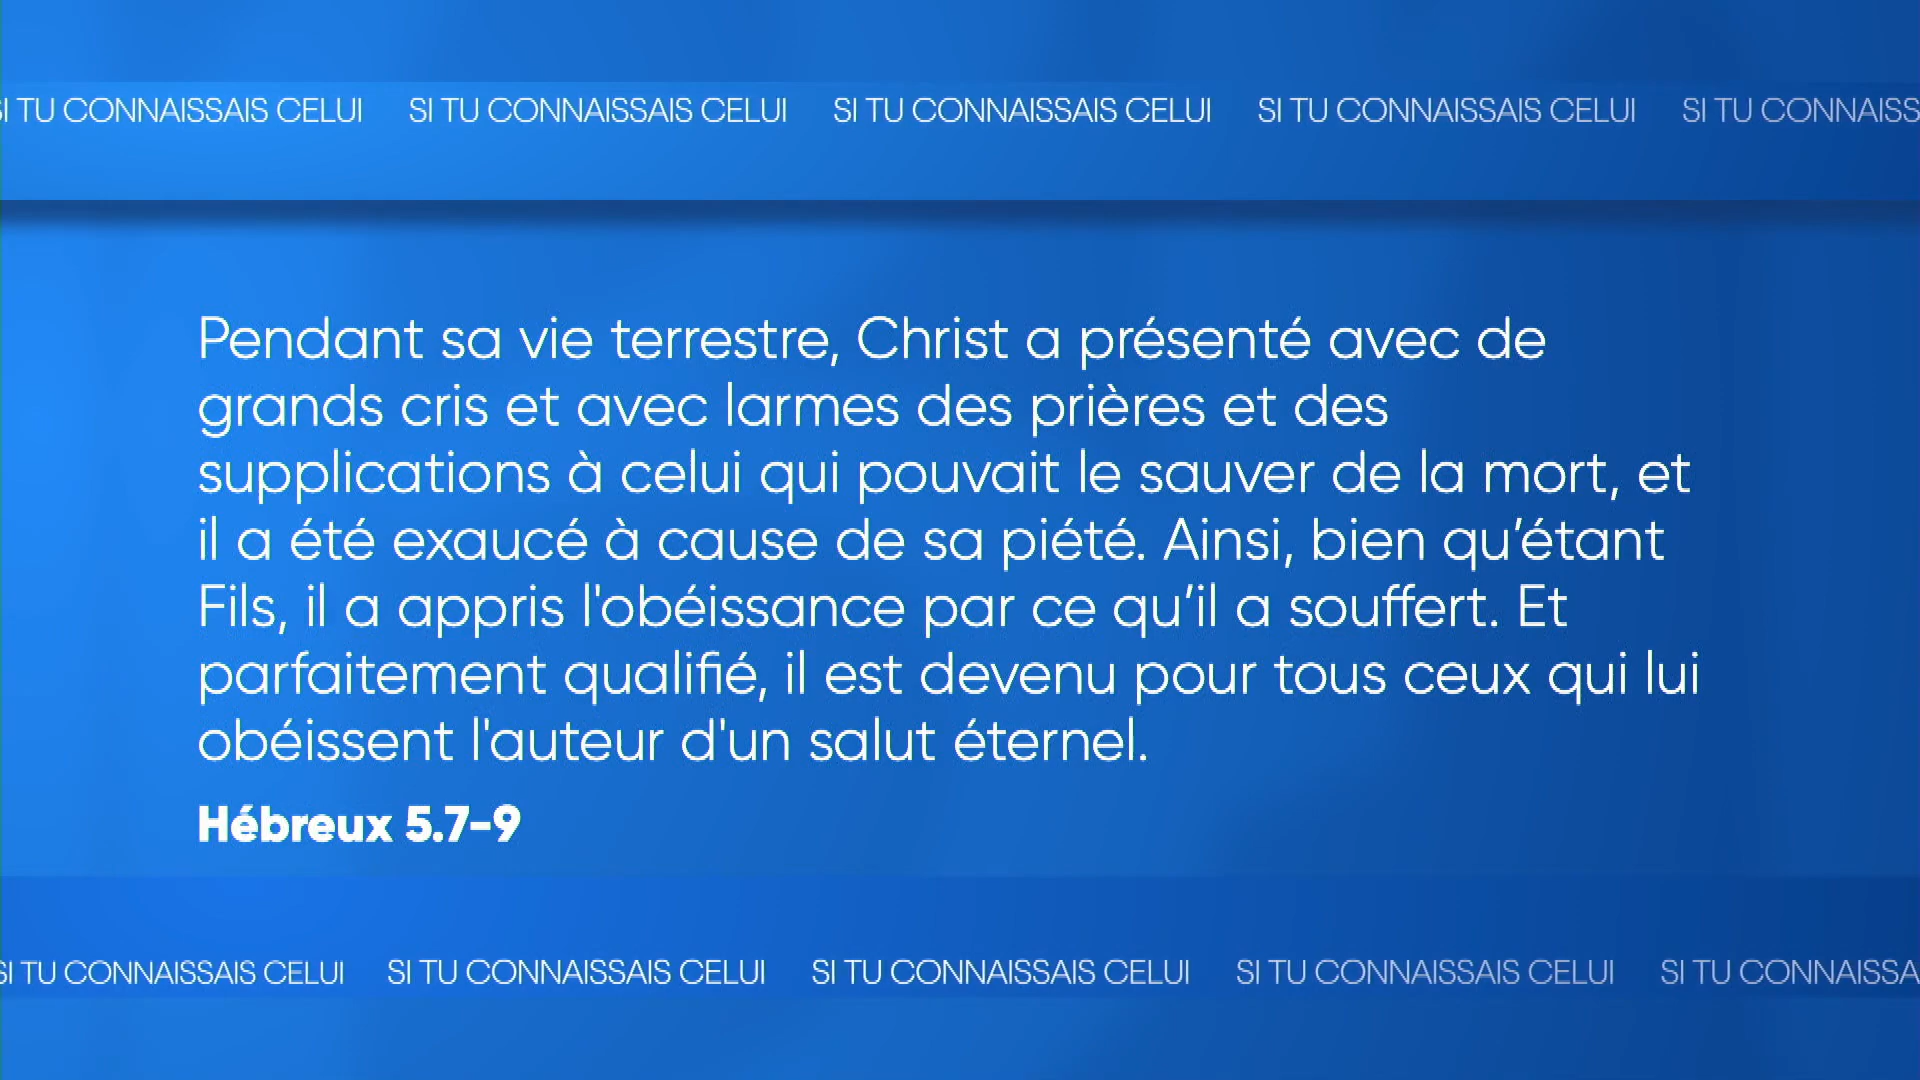 SI TU CONNAISSAIS CELUI SI TU CONNAISSAIS CELUI SI TU CONNAISSAIS CELUI SI TU CONNAISSAIS CELUI SI TU CONNAISS
Pendant sa vie terrestre, Christ a présenté avec de
grands cris et avec larmes des prières et des
supplications à celui qui pouvait le sauver de la mort, et
il a été exaucé à cause de sa piété. Ainsi, bien qu’étant
Fils, il a appris l'obéissance par ce qu’il a souffert. Et
parfaitement qualifié, il est devenu pour tous ceux qui lui
obéissent l'auteur d'un salut éternel.
Hébreux 5.7-9
SI TU CONNAISSAIS CELUI SI TU CONNAISSAIS CELUI SI TU CONNAISSAIS CELUI SI TU CONNAISSAIS CELUI SI TU CONNAISSA